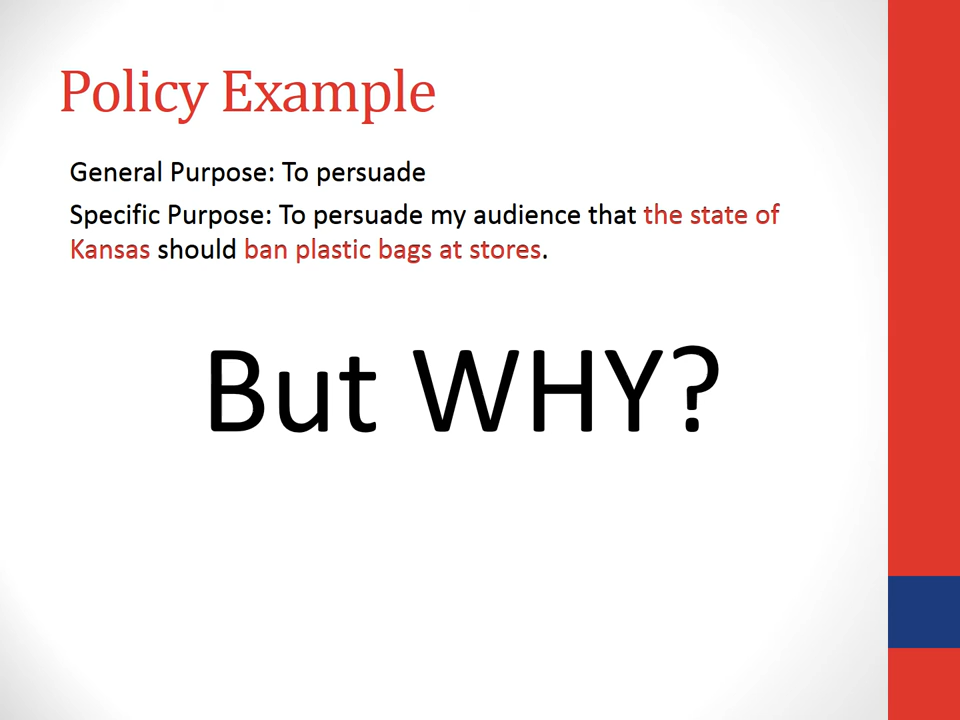 Policy Example
General Purpose: To persuade
Specific Purpose: To persuade my audience that the state of
Kansas should ban plastic bags at stores.
But WHY?